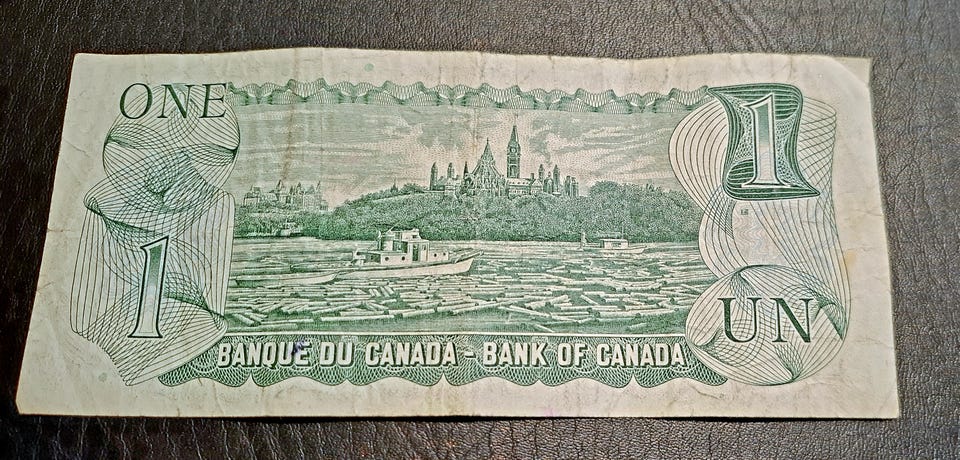 ONE
1
1
UN
BANQUE DU CANADA - BANK OF CANADA